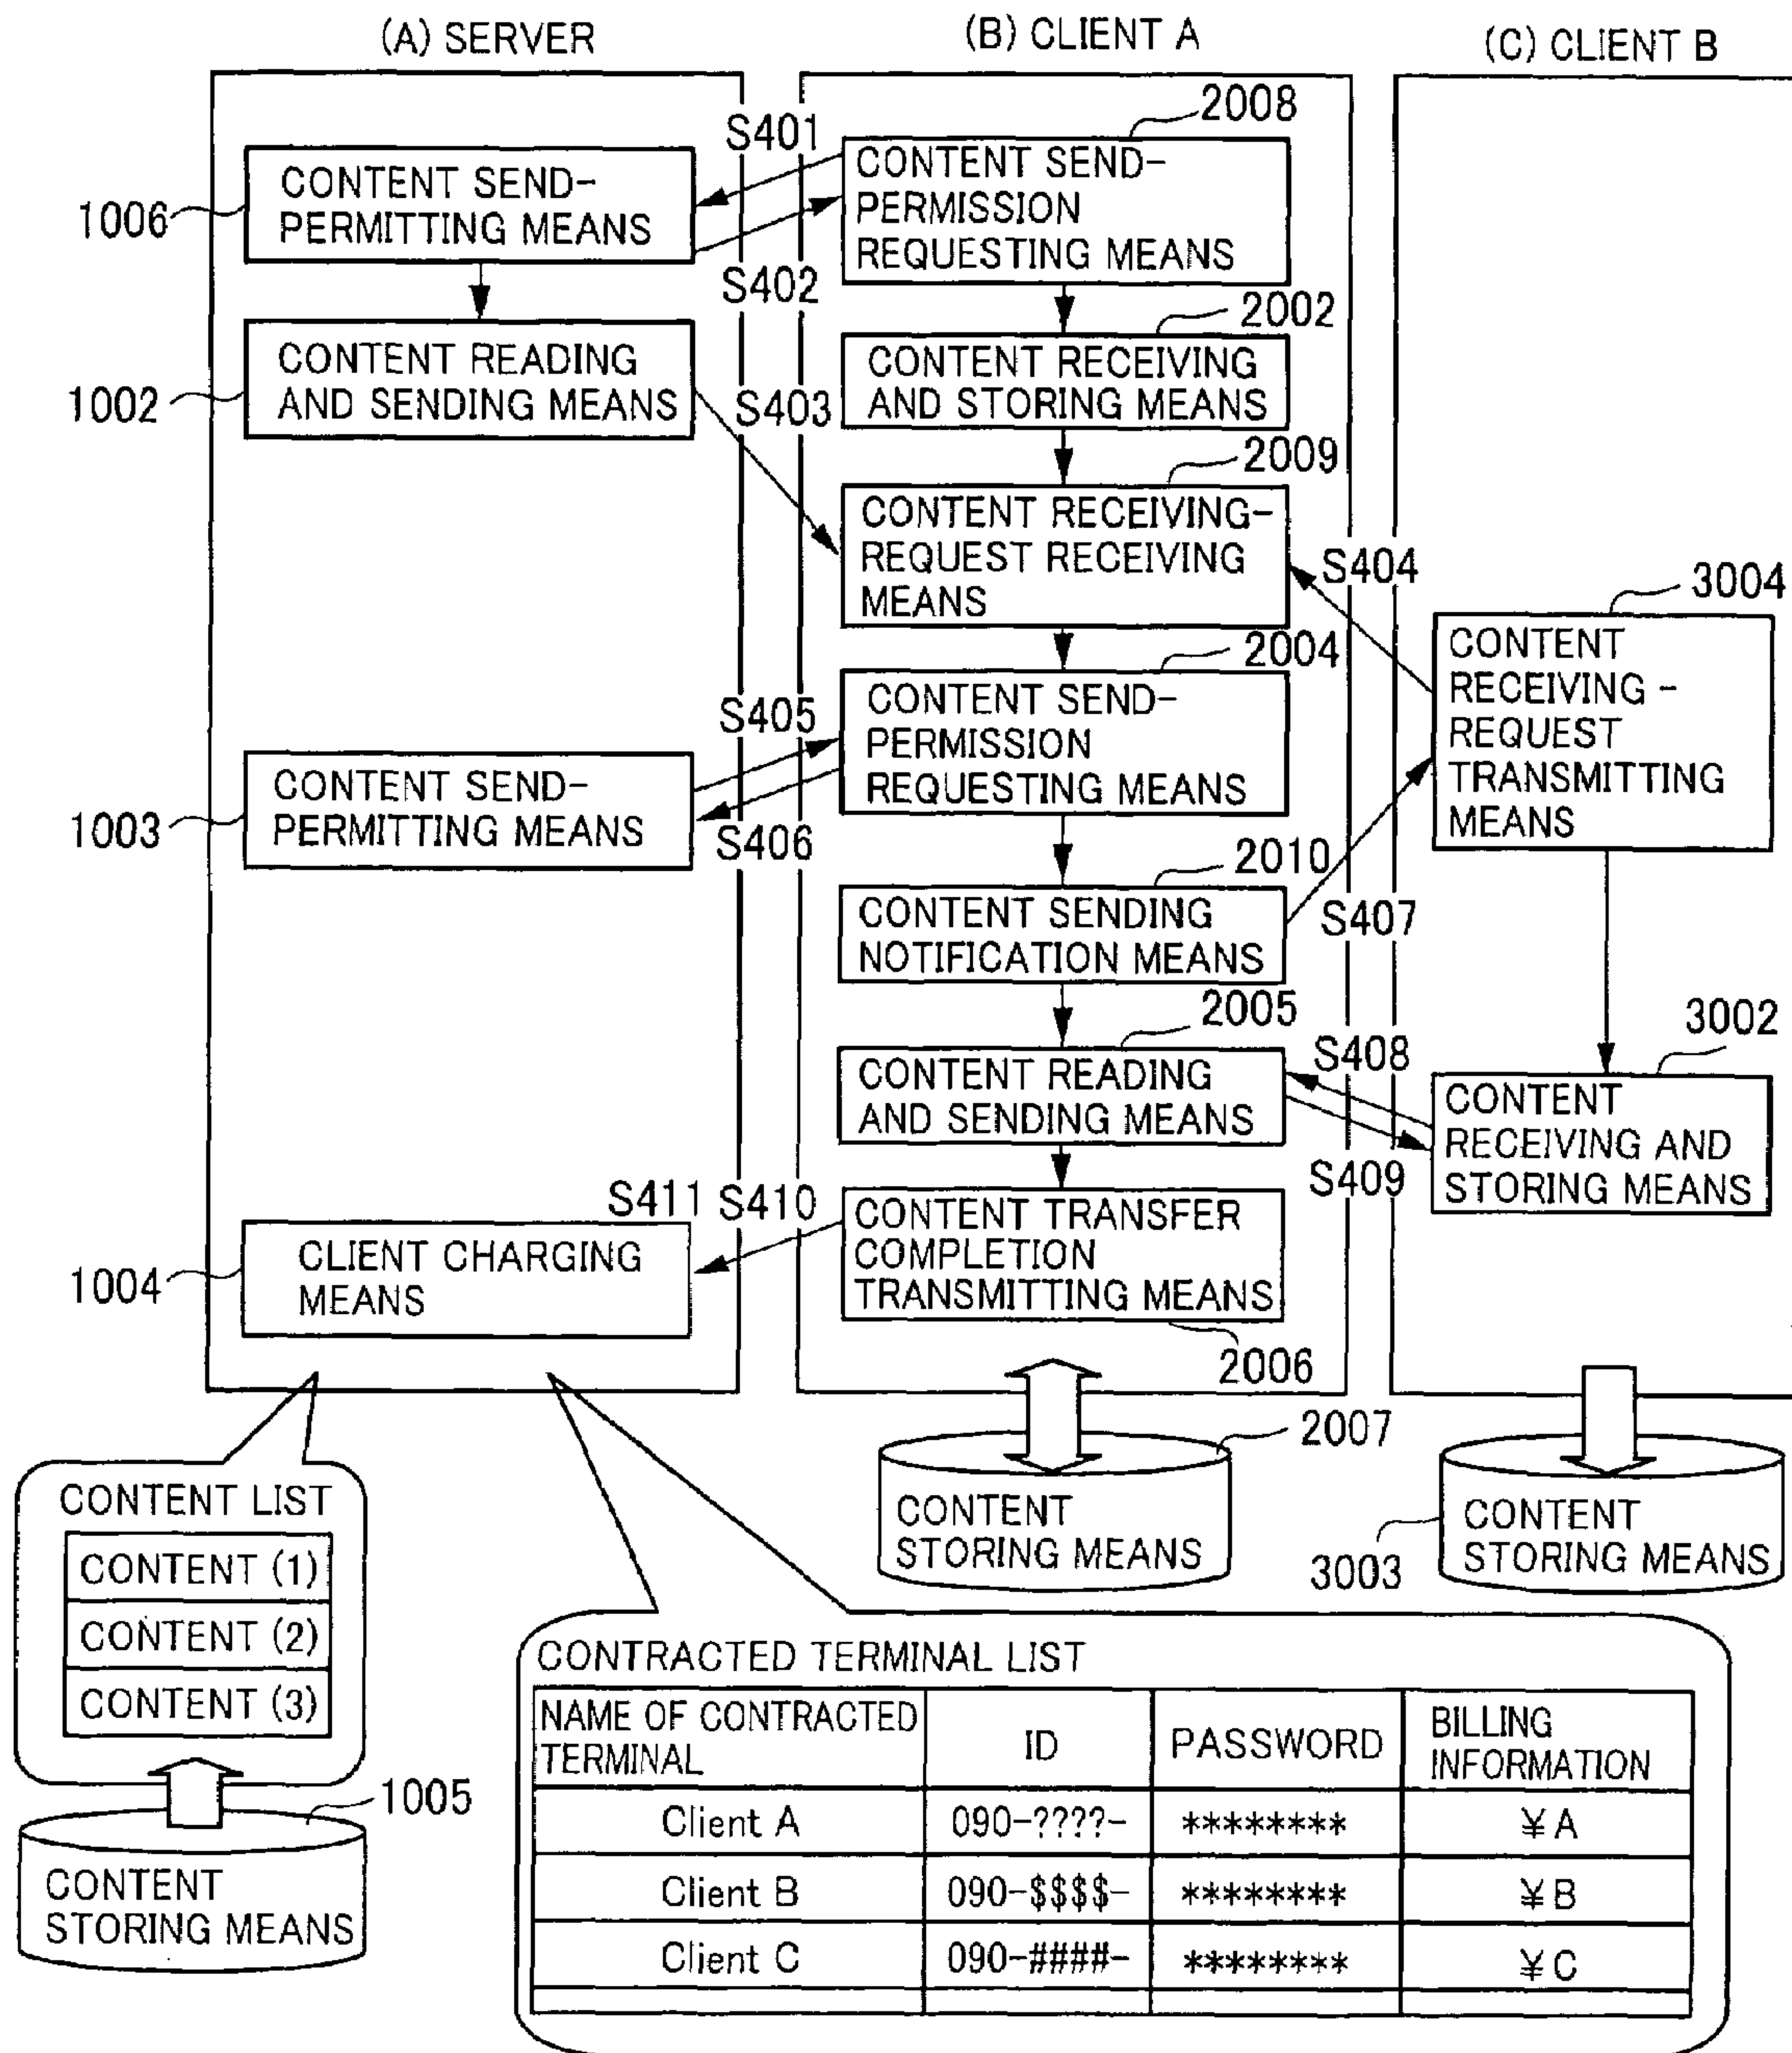 (A) SERVER
(B) CLIENT A
(C) CLIENT B
2008
S401
CONTENT SEND-
PERMITTING MEANS
1006
CONTENT SEND-
PERMISSION
REQUESTING MEANS
S402
2002
CONTENT READING
AND SENDING MEANS
1002
CONTENT RECEIVING
AND STORING MEANS
S403
2009
CONTENT RECEIVING-
REQUEST RECEIVING
MEANS
S404
3004
2004
CONTENT
RECEIVING -
REQUEST
TRANSMITTING
MEANS
S405
CONTENT SEND-
PERMISSION
REQUESTING MEANS
CONTENT SEND-
PERMITTING MEANS
1003
S406
2010
CONTENT SENDING
NOTIFICATION MEANS
S407
2005
3002
S408
CONTENT READING
AND SENDING MEANS
CONTENT
RECEIVING AND
STORING MEANS
S409
S411
S410
CONTENT TRANSFER
COMPLETION
TRANSMITTING MEANS
CLIENT CHARGING
MEANS
1004
2006
2007
CONTENT
STORING MEANS
CONTENT
STORING MEANS
3003
CONTENT LIST
CONTENT (1)
CONTENT (2)
CONTENT (3)
1005
CONTENT
STORING MEANS
CONTRACTED TERMINAL LIST
NAME OF CONTRACTED
TERMINAL
ID
PASSWORD
BILLING
INFORMATION
Client A 090-????- ******** ¥A
Client B 090-$$$$- ******** ¥B
Client C 090-####- ******** ¥C